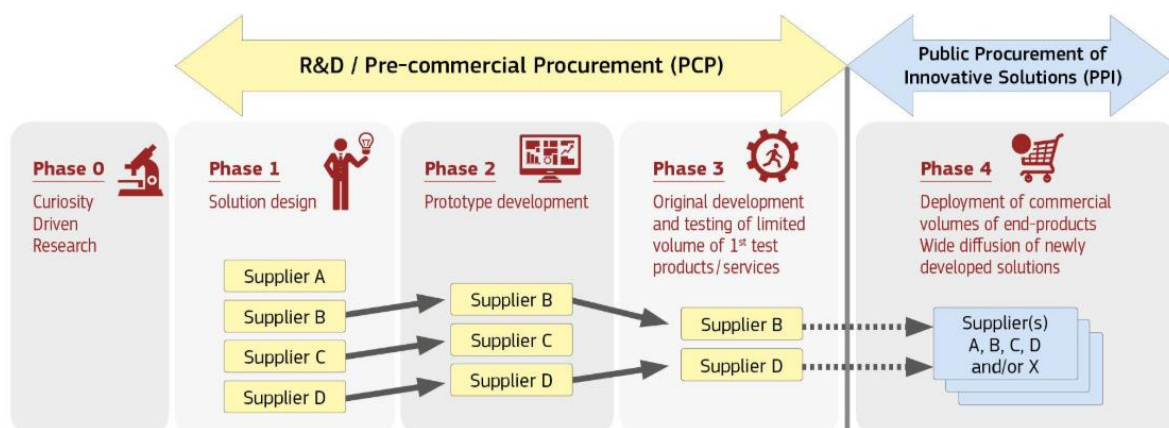 R&D / Pre-commercial Procurement (PCP)
Public Procurement of
Innovative Solutions (PPI)
Phase 0
Curiosity
Driven
Research
Phase 1
Solution design
Supplier A
Supplier B
Supplier C
Supplier D
Phase 2
Prototype development
Supplier B
Supplier C
Supplier D
Phase 3
Original development
and testing of limited
volume of 1st test
products/services
Supplier B
Supplier D
Phase 4
Deployment of commercial
volumes of end-products
Wide diffusion of newly
developed solutions
Supplier(s)
A, B, C, D
and/or X